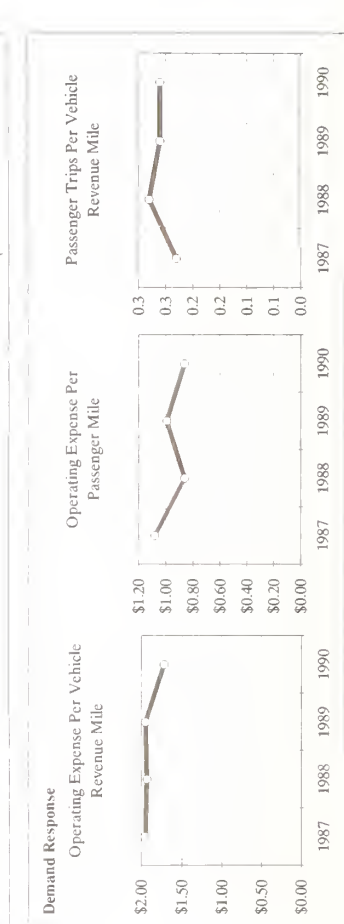 Demand Response
Operating Expense Per Vehicle
Revenue Mile
$2.00
$1.50
$1.00
$0.50
$0.00
1987 1988 1989 1990
Operating Expense Per
Passenger Mile
$1.20
$1.00
$0.80
$0.60
$0.40
$0.20
$0.00
1987 1988 1989 1990
Passenger Trips Per Vehicle
Revenue Mile
0.3
0.3
0.2
0.2
0.1
0.1
0.0
1987 1988 1989 1990